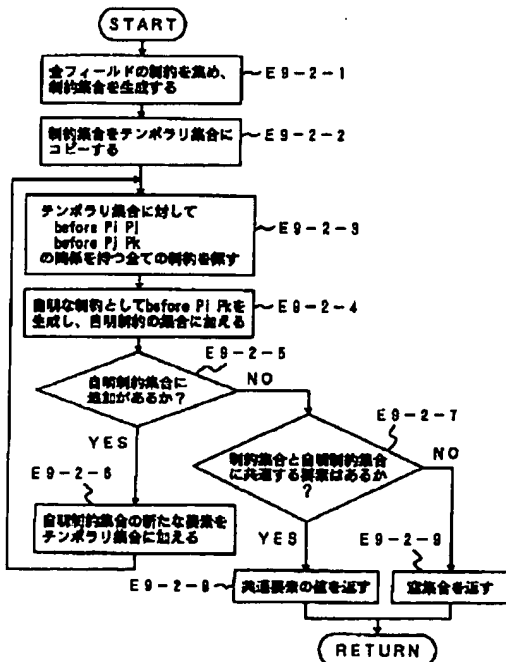 START
全フィールドの制約を集め、
制約集合を生成する
E9-2-1
制約集合をテンポラリ集合に
コピーする
E9-2-2
テンポラリ集合に対して
before Pi Pj
before Pj Pk
の関係を持つ全ての制約を探す
E9-2-3
自明な制約としてbefore Pi Pkを
生成し、自明制約の集合に加える
E9-2-4
E9-2-5
自明制約集合に
追加があるか?
NO
YES
E9-2-7
制約集合と自明制約集合
に共通する要素はあるか
?
NO
E9-2-6
自明制約集合の新たな要素を
テンポラリ集合に加える
YES
E9-2-9
E9-2-8
共通要素の値を返す
空集合を返す
RETURN